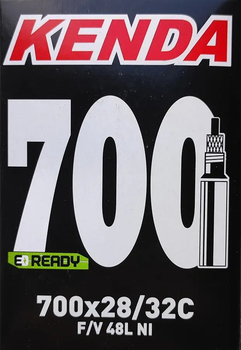 KENDA
700
E READY
700x28/32C
F/V 48L NI